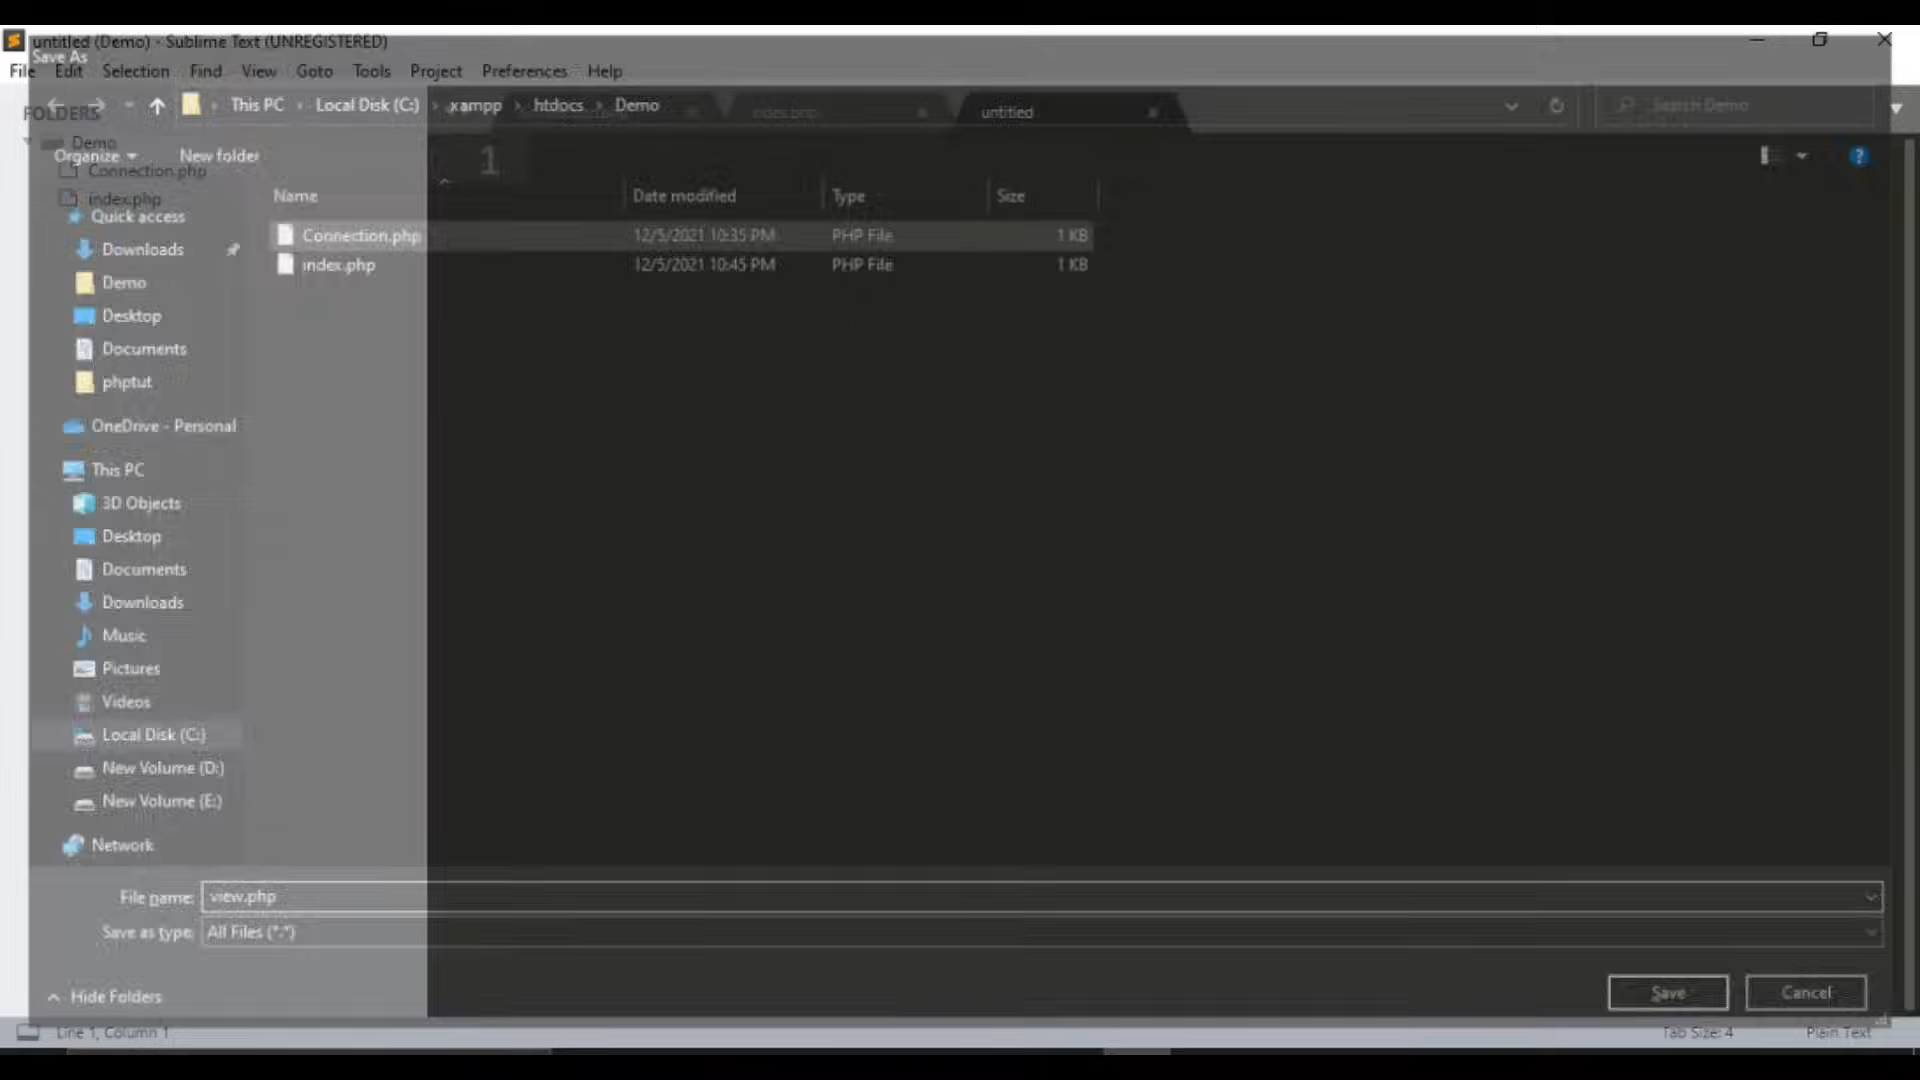 untitled (Demo) - Sublime Text (UNREGISTERED)
Save As
File Edit Selection Find View Goto Tools Project Preferences Help
This PC Local Disk (C:) xampp htdocs Demo
Search Demo
FOLDERS
index.php
untitled
Demo
Organize
New folder
1
Connection.php
index.php
Name
Date modified
Type
Size
Quick access
Connection.php 12/5/2021 10:35 PM PHP File 1 KB
Downloads
index.php 12/5/2021 10:45 PM PHP File 1 KB
Demo
Desktop
Documents
phptut
OneDrive - Personal
This PC
3D Objects
Desktop
Documents
Downloads
Music
Pictures
Videos
Local Disk (C:)
New Volume (D:)
New Volume (E:)
Network
File name: view.php
Save as type: All Files (*.*)
Save
Cancel
Hide Folders
Line 1, Column 1
Tab Size: 4
Plain Text